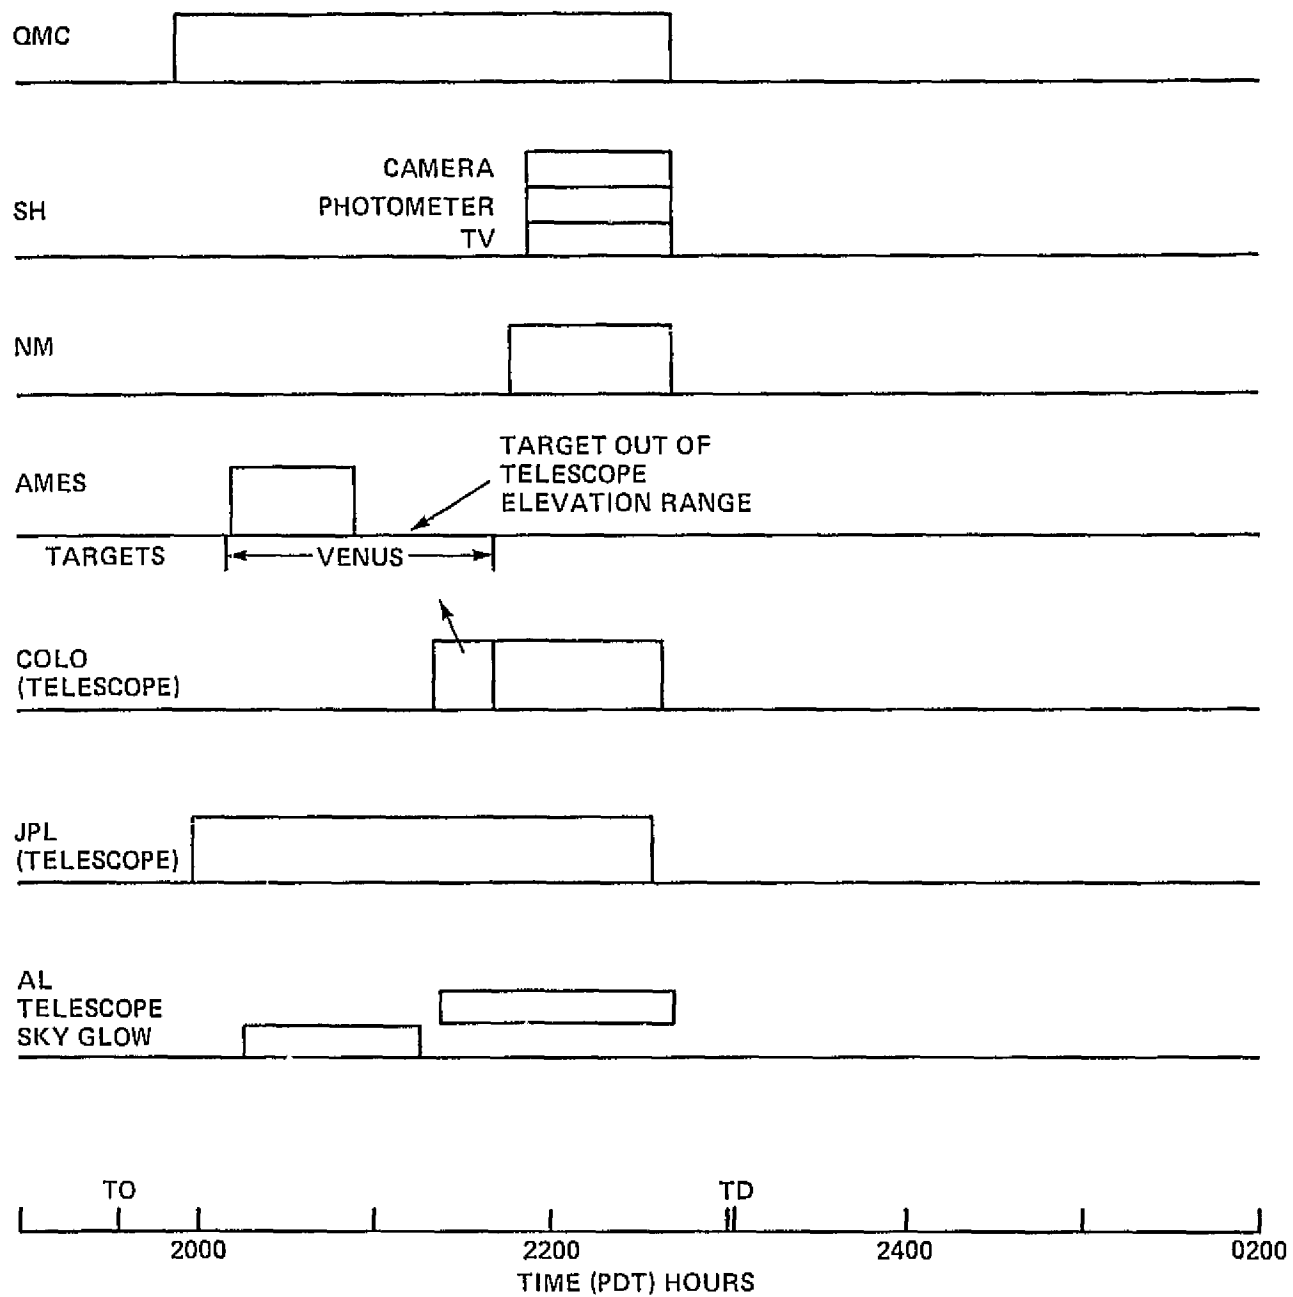 QMC
CAMERA
PHOTOMETER
SH
TV
NM
TARGET OUT OF
TELESCOPE
ELEVATION RANGE
AMES
TARGETS
VENUS
COLO
(TELESCOPE)
JPL
(TELESCOPE)
AL
TELESCOPE
SKY GLOW
TO
TD
2000
2200
2400
0200
TIME (PDT) HOURS